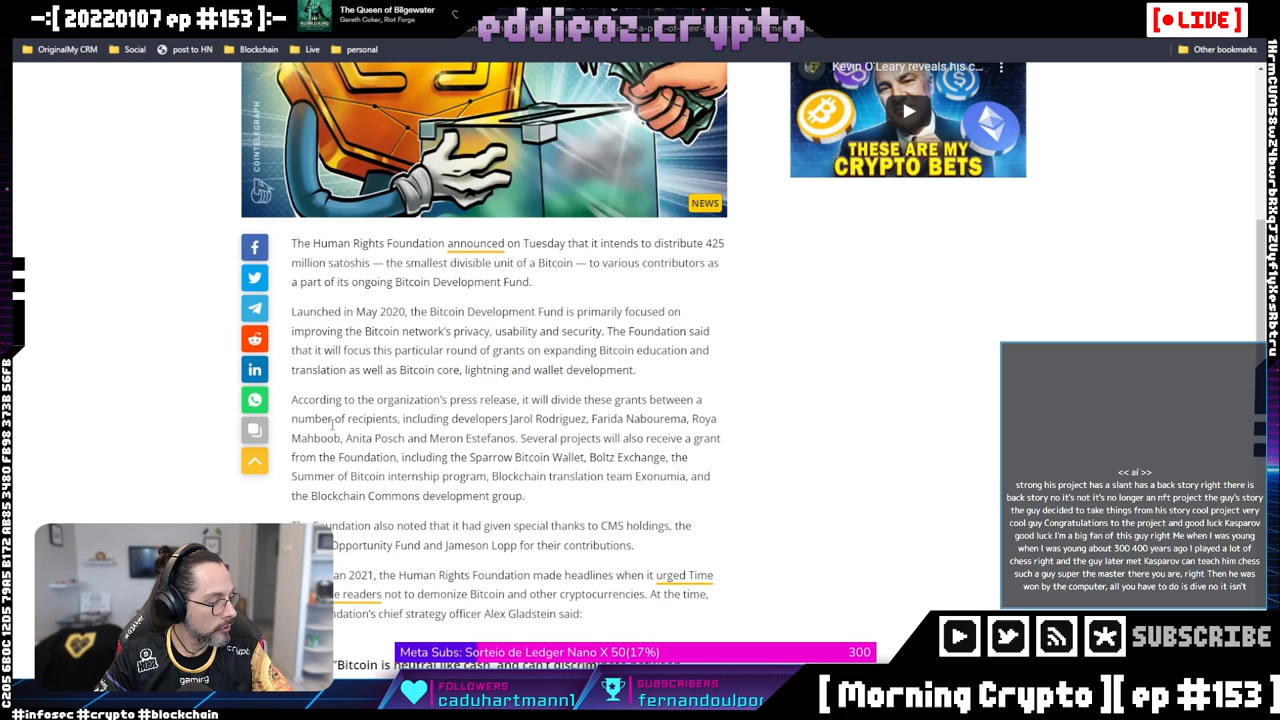 -:[ 20220107 ep #153 ]:-
The Queen of Bilgewater
Gareth Coker, Riot Forge
eddieoz.crypto
[ • LIVE ]
OriginalMy CRM
Social
post to HN
Blockchain
Live
personal
Other bookmarks
COINTELEGRAPH
NEWS
Kevin O'Leary reveals his c...
THESE ARE MY
CRYPTO BETS
The Human Rights Foundation announced on Tuesday that it intends to distribute 425
million satoshis — the smallest divisible unit of a Bitcoin — to various contributors as
a part of its ongoing Bitcoin Development Fund.
Launched in May 2020, the Bitcoin Development Fund is primarily focused on
improving the Bitcoin network's privacy, usability and security. The Foundation said
that it will focus this particular round of grants on expanding Bitcoin education and
translation as well as Bitcoin core, lightning and wallet development.
According to the organization's press release, it will divide these grants between a
number of recipients, including developers Jarol Rodriguez, Farida Nabourema, Roya
Mahboob, Anita Posch and Meron Estefanos. Several projects will also receive a grant
from the Foundation, including the Sparrow Bitcoin Wallet, Boltz Exchange, the
Summer of Bitcoin internship program, Blockchain translation team Exonumia, and
the Blockchain Commons development group.
Foundation also noted that it had given special thanks to CMS holdings, the
Opportunity Fund and Jameson Lopp for their contributions.
an 2021, the Human Rights Foundation made headlines when it urged Time
readers not to demonize Bitcoin and other cryptocurrencies. At the time,
chief strategy officer Alex Gladstein said:
"Bitcoin is neutral like cash, and can't
<< aí >>
strong his project has a slant has a back story right there is
back story no it's not it's no longer an nft project the guy's story
the guy decided to take things from his story cool project very
cool guy Congratulations to the project and good luck Kasparov
good luck I'm a big fan of this guy right Me when I was young
when I was young about 300 400 years ago I played a lot of
chess right and the guy later met Kasparov can teach him chess
such a guy super the master there you are, right Then he was
won by the computer, all you have to do is dive no it isn't
Meta Subs: Sorteio de Ledger Nano X 50(17%)
300
FOLLOWERS
caduhartmann1
SUBSCRIBERS
fernandoulpor
SUBSCRIBE
[ Morning Crypto ][ ep #153 ]
#infosec #crypto #blockchain